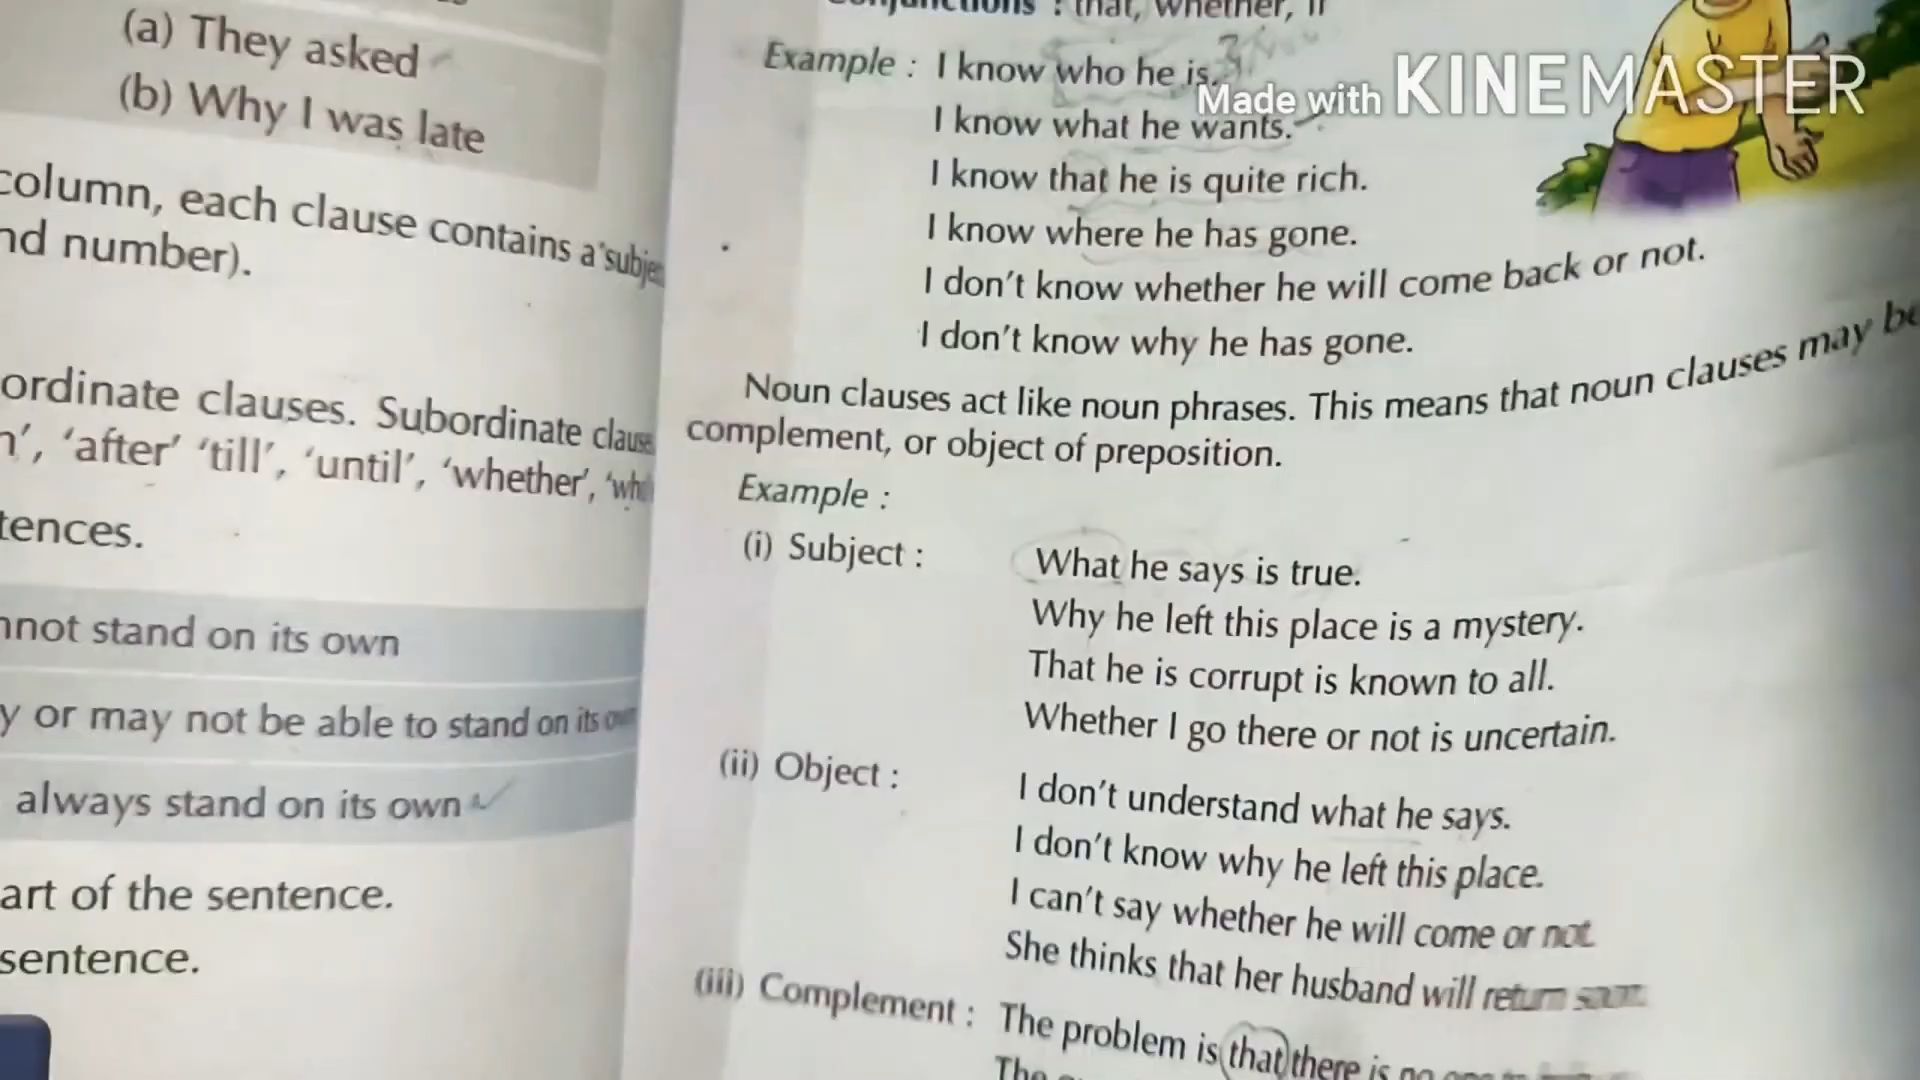 (a) They asked
(b) Why I was late
column, each clause contains a subje
nd number).
ordinate clauses. Subordinate clause
n', 'after' 'till', 'until', 'whether', 'wh
tences.
nnot stand on its own
y or may not be able to stand on its own
always stand on its own
art of the sentence.
sentence.
: that, whether, if
Example : I know who he is.
I know what he wants.
I know that he is quite rich.
I know where he has gone.
I don't know whether he will come back or not.
I don't know why he has gone.
Noun clauses act like noun phrases. This means that noun clauses may be
complement, or object of preposition.
Example :
(i) Subject : What he says is true.
Why he left this place is a mystery.
That he is corrupt is known to all.
Whether I go there or not is uncertain.
(ii) Object : I don't understand what he says.
I don't know why he left this place.
I can't say whether he will come or not.
She thinks that her husband will return soon.
(iii) Complement : The problem is that there is no one
The
Made with KINEMASTER